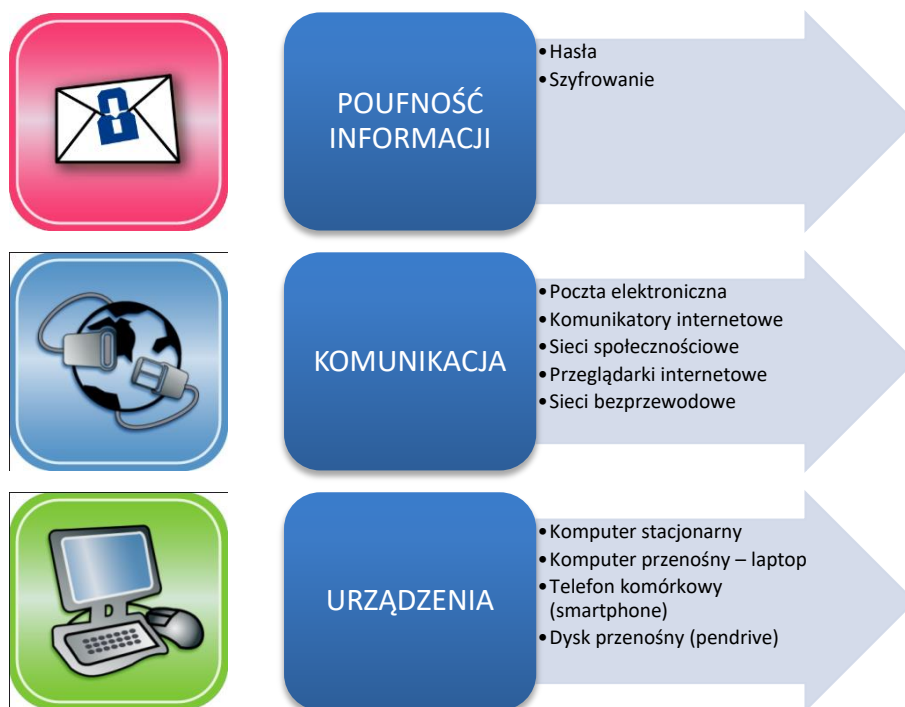 POUFNOŚĆ
INFORMACJI
•Hasła
•Szyfrowanie
KOMUNIKACJA
•Poczta elektroniczna
•Komunikatory internetowe
•Sieci społecznościowe
•Przeglądarki internetowe
•Sieci bezprzewodowe
URZĄDZENIA
•Komputer stacjonarny
•Komputer przenośny – laptop
•Telefon komórkowy
(smartphone)
•Dysk przenośny (pendrive)